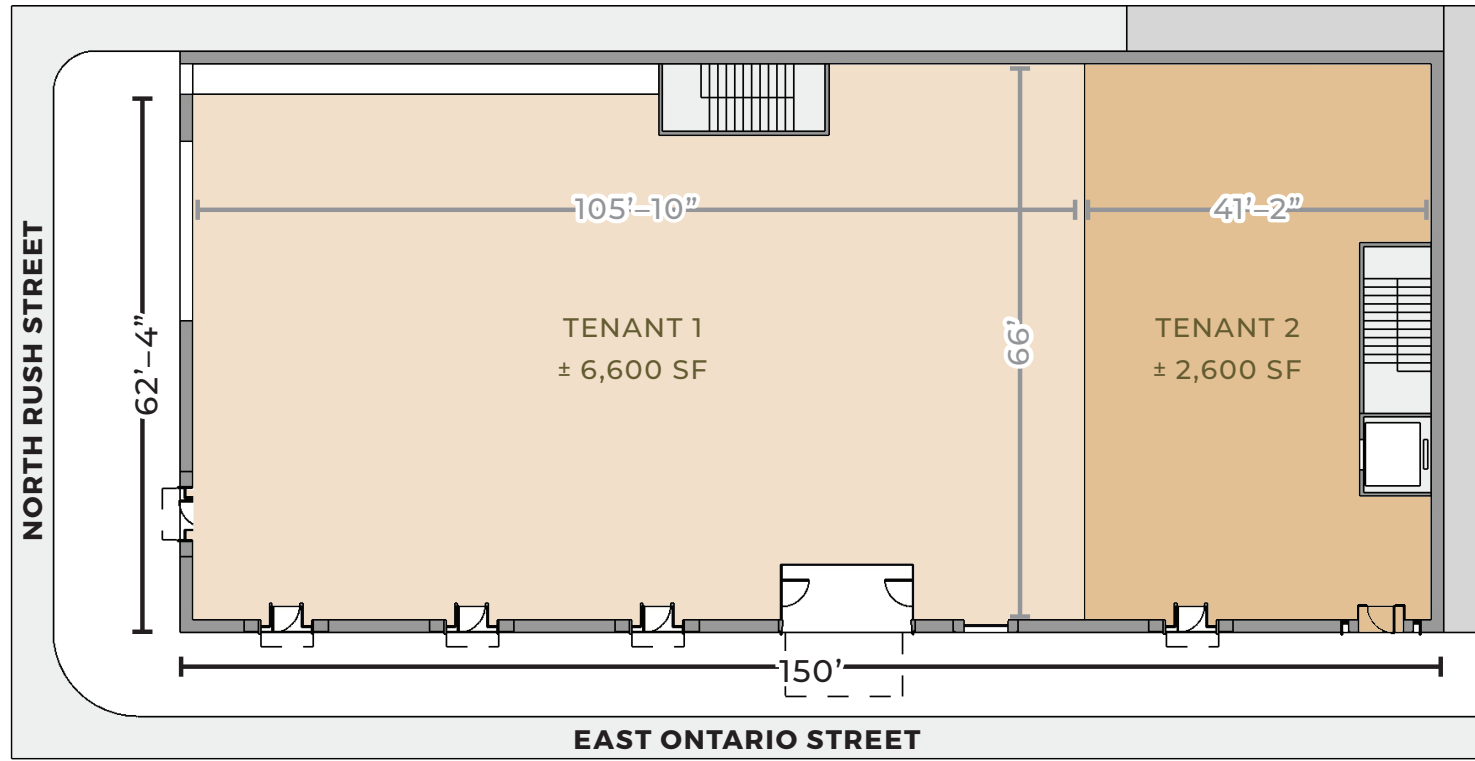 105’–10”
41’–2”
NORTH RUSH STREET
62’–4”
TENANT 1
± 6,600 SF
66’
TENANT 2
± 2,600 SF
150’
EAST ONTARIO STREET